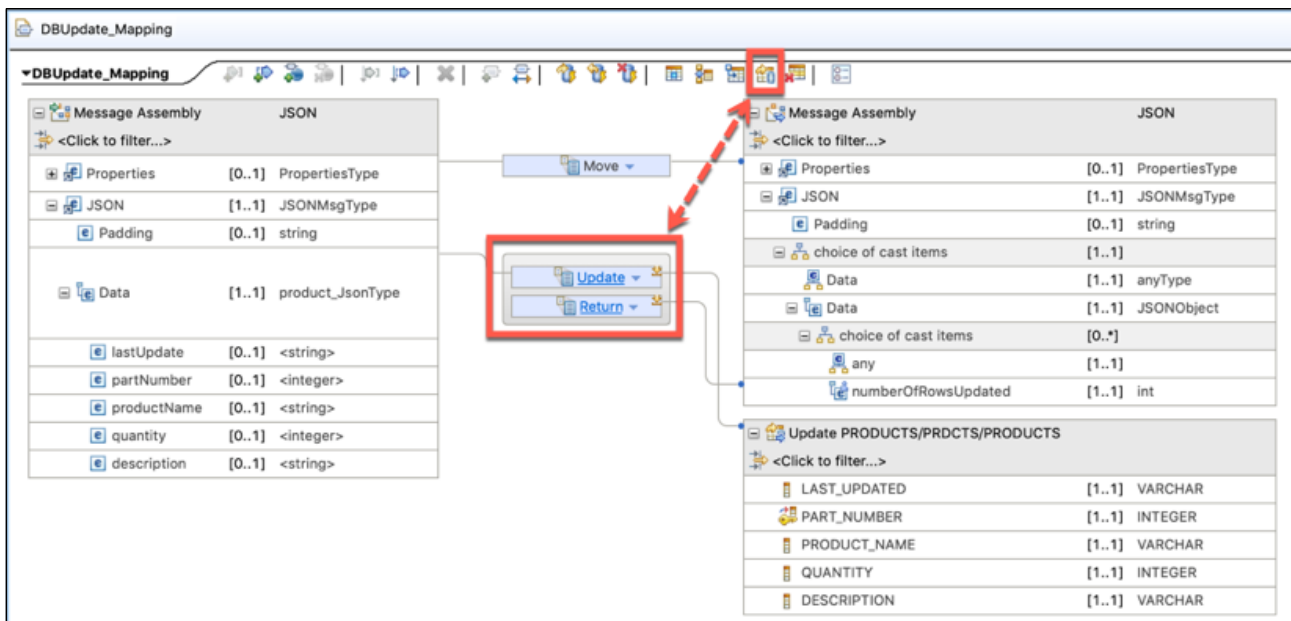 DBUpdate_Mapping
DBUpdate_Mapping
Message Assembly JSON
<Click to filter...>
Properties [0..1] PropertiesType
JSON [1..1] JSONMsgType
Padding [0..1] string
Data [1..1] product_JsonType
lastUpdate [0..1] <string>
partNumber [0..1] <integer>
productName [0..1] <string>
quantity [0..1] <integer>
description [0..1] <string>
Move
Update
Return
Message Assembly JSON
<Click to filter...>
Properties [0..1] PropertiesType
JSON [1..1] JSONMsgType
Padding [0..1] string
choice of cast items [1..1]
Data [1..1] anyType
Data [1..1] JSONObject
choice of cast items [0..*]
any [1..1]
numberOfRowsUpdated [1..1] int
Update PRODUCTS/PRDCTS/PRODUCTS
<Click to filter...>
LAST_UPDATED [1..1] VARCHAR
PART_NUMBER [1..1] INTEGER
PRODUCT_NAME [1..1] VARCHAR
QUANTITY [1..1] INTEGER
DESCRIPTION [1..1] VARCHAR